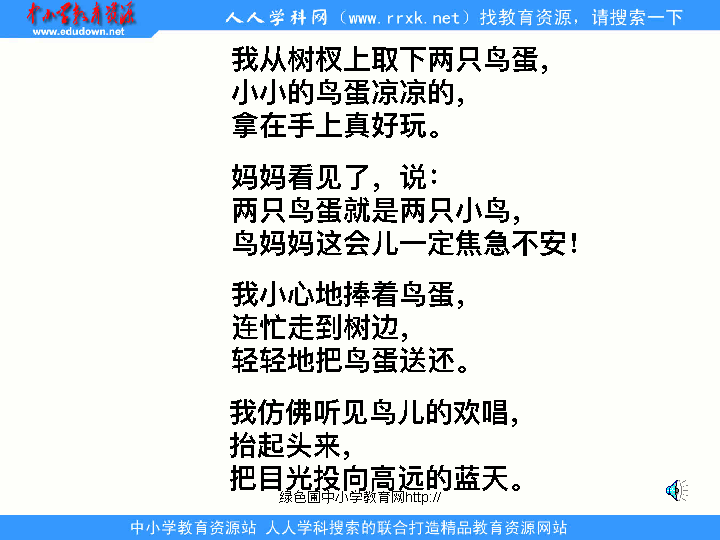 中小学教育资源
www.edudown.net
人人学科网（www.rrxk.net）找教育资源，请搜索一下
我从树杈上取下两只鸟蛋，
小小的鸟蛋凉凉的，
拿在手上真好玩。
妈妈看见了，说：
两只鸟蛋就是两只小鸟，
鸟妈妈这会儿一定焦急不安！
我小心地捧着鸟蛋，
连忙走到树边，
轻轻地把鸟蛋送还。
我仿佛听见鸟儿的欢唱，
抬起头来，
把目光投向高远的蓝天。
绿色圃中小学教育网http://
中小学教育资源站 人人学科搜索的联合打造精品教育资源网站